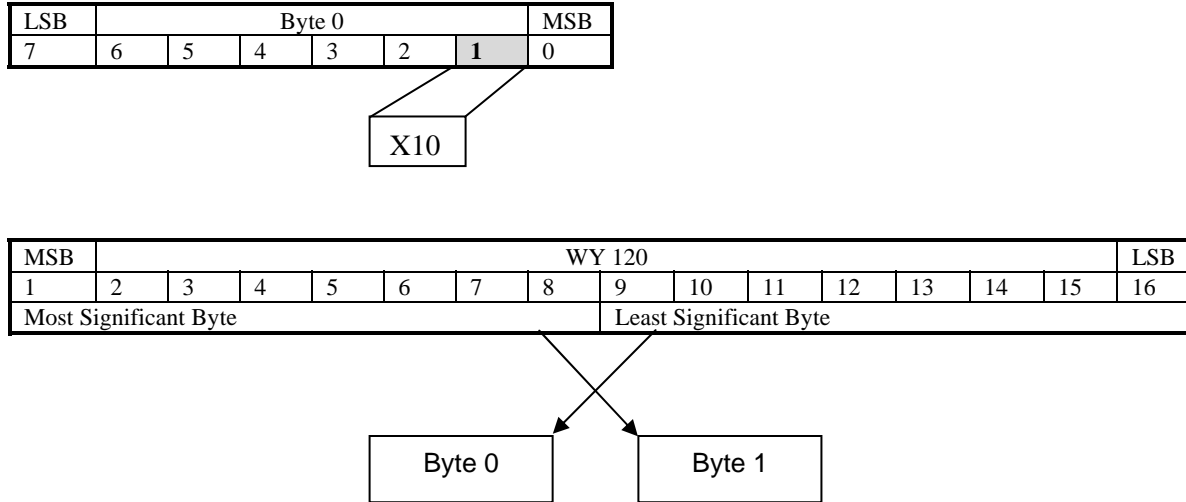 LSB Byte 0 MSB
7 6 5 4 3 2 1 0
X10
MSB WY 120 LSB
1 2 3 4 5 6 7 8 9 10 11 12 13 14 15 16
Most Significant Byte Least Significant Byte
Byte 0 Byte 1